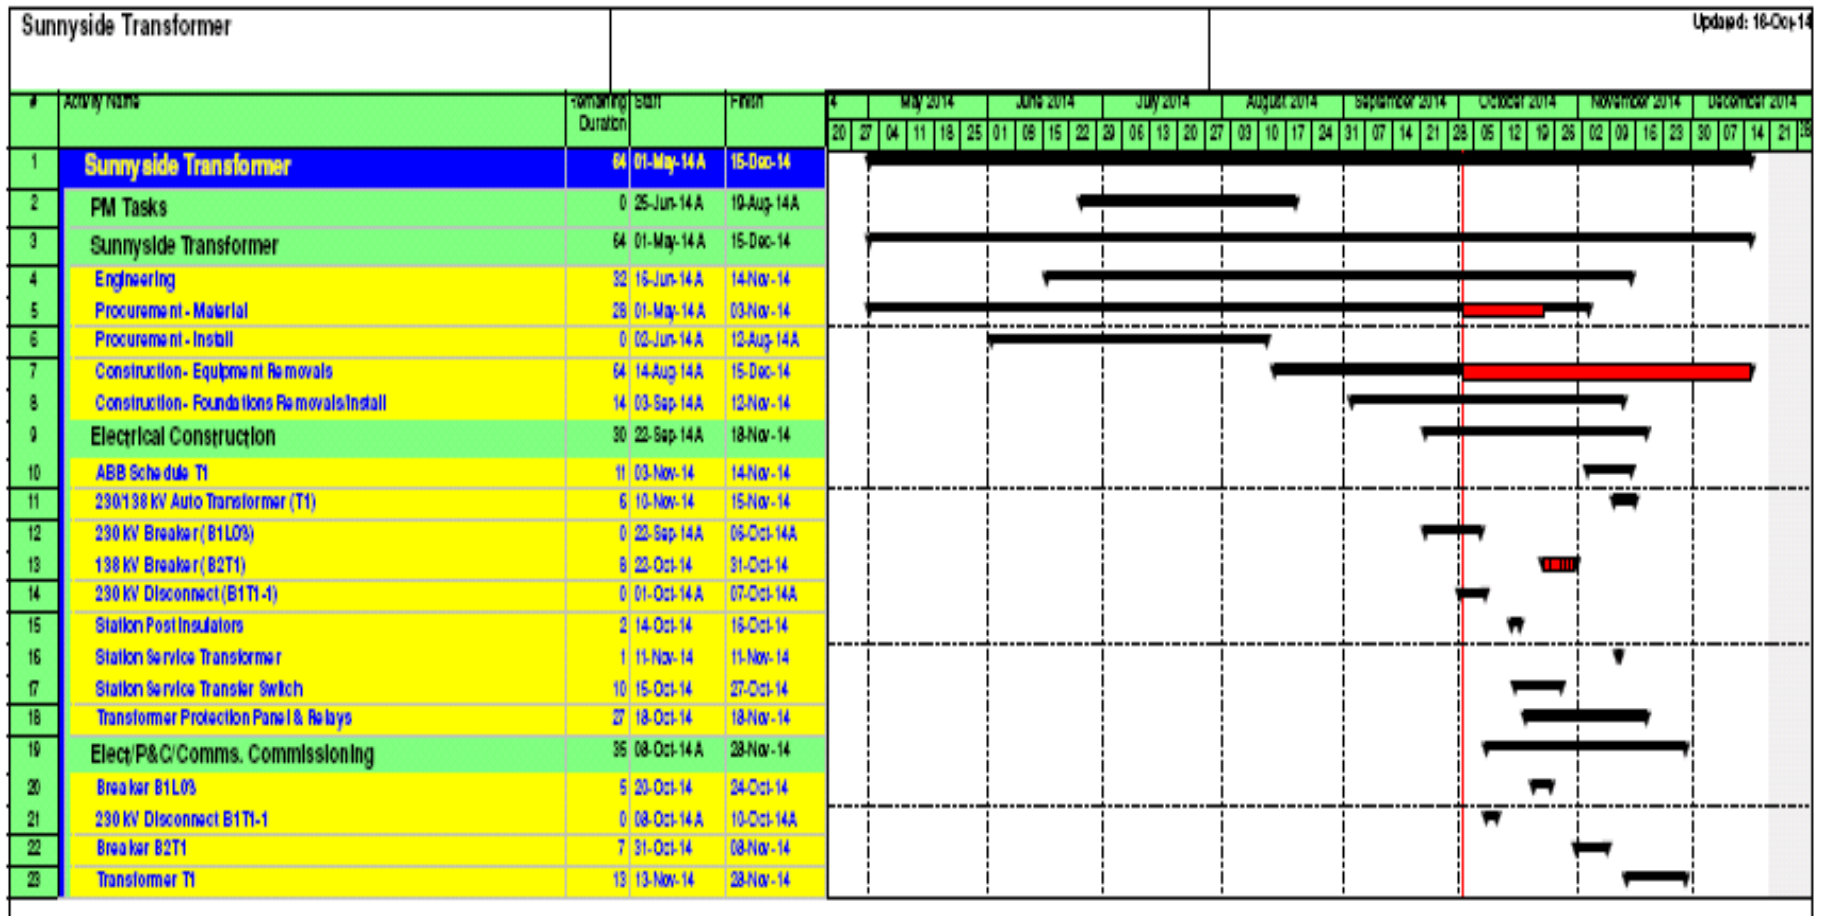 Sunnyside Transformer
Updated: 16-Oct-14
# Activity Name Remaining Start Finish 4 May 2014 June 2014 July 2014 August 2014 September 2014 October 2014 November 2014 December 2014
Duration 20 27 04 11 18 25 01 08 15 22 29 06 13 20 27 03 10 17 24 31 07 14 21 28 05 12 19 26 02 09 16 23 30 07 14 21
1 Sunnyside Transformer 64 01-May-14 A 15-Dec-14
2 PM Tasks 0 25-Jun-14 A 19-Aug-14 A
3 Sunnyside Transformer 64 01-May-14 A 15-Dec-14
4 Engineering 32 16-Jun-14 A 14-Nov-14
5 Procurement - Material 28 01-May-14 A 03-Nov-14
6 Procurement - Install 0 02-Jun-14 A 12-Aug-14 A
7 Construction - Equipment Removals 64 14-Aug-14 A 15-Dec-14
8 Construction - Foundations Removals/Install 14 03-Sep-14 A 12-Nov-14
9 Electrical Construction 30 22-Sep-14 A 18-Nov-14
10 ABB Schedule T1 11 03-Nov-14 14-Nov-14
11 230/138 kV Auto Transformer (T1) 6 10-Nov-14 15-Nov-14
12 230 kV Breaker (B1L03) 0 22-Sep-14 A 06-Oct-14 A
13 138 kV Breaker (B2T1) 8 22-Oct-14 31-Oct-14
14 230 kV Disconnect (B1T1-1) 0 01-Oct-14 A 07-Oct-14 A
15 Station Post Insulators 2 14-Oct-14 16-Oct-14
16 Station Service Transformer 1 11-Nov-14 11-Nov-14
17 Station Service Transfer Switch 10 15-Oct-14 27-Oct-14
18 Transformer Protection Panel & Relays 27 18-Oct-14 18-Nov-14
19 Elect/P&C/Comms. Commissioning 35 08-Oct-14 A 28-Nov-14
20 Breaker B1L03 5 20-Oct-14 24-Oct-14
21 230 kV Disconnect B1T1-1 0 08-Oct-14 A 10-Oct-14 A
22 Breaker B2T1 7 31-Oct-14 08-Nov-14
23 Transformer T1 13 13-Nov-14 28-Nov-14